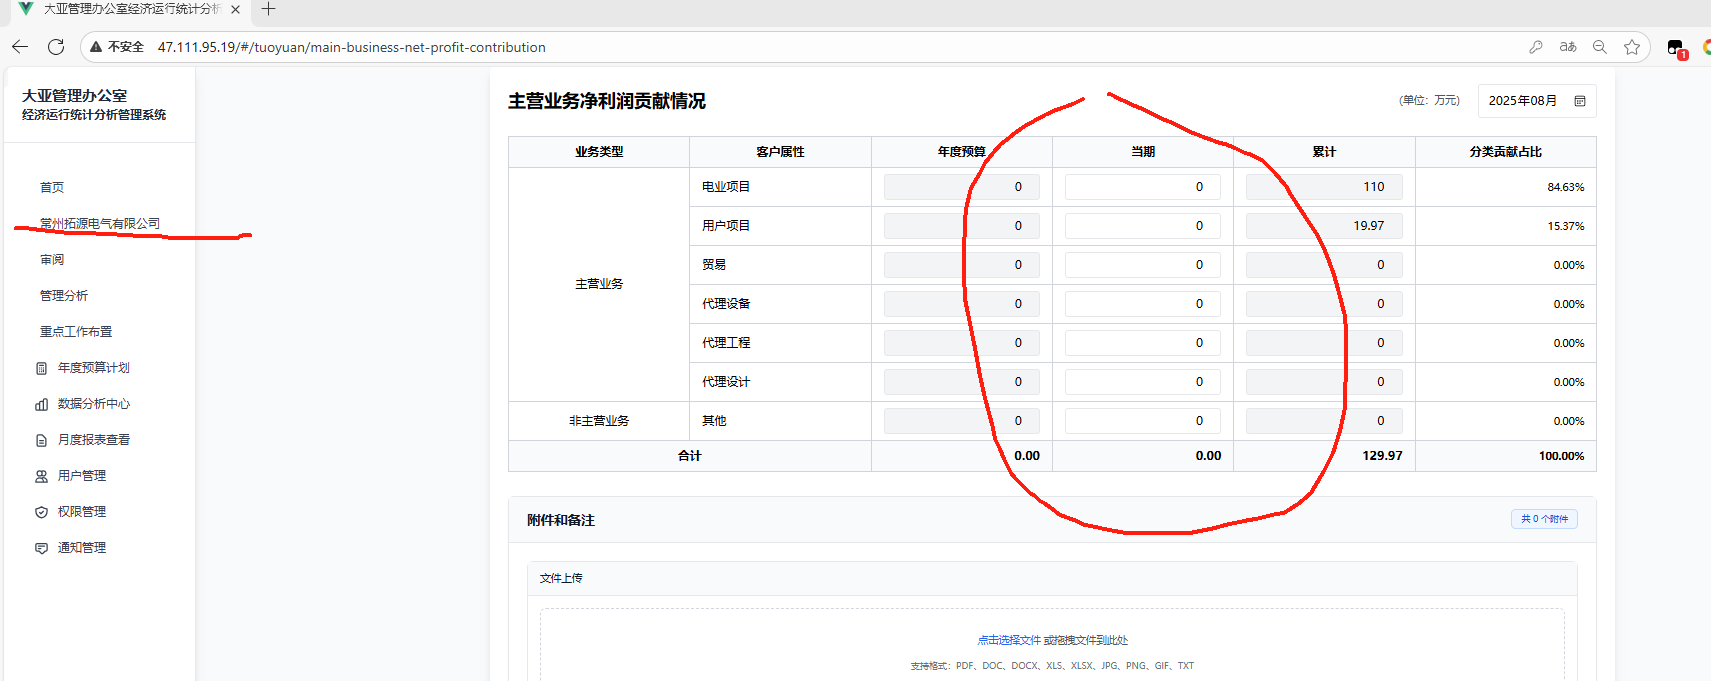 大亚管理办公室经济运行统计分析
不安全 47.111.95.19/#/tuoyuan/main-business-net-profit-contribution
aあ
1
大亚管理办公室
经济运行统计分析管理系统
首页
常州拓源电气有限公司
审阅
管理分析
重点工作布置
年度预算计划
数据分析中心
月度报表查看
用户管理
权限管理
通知管理
主营业务净利润贡献情况
(单位: 万元) 2025年08月
业务类型 客户属性 年度预算 当期 累计 分类贡献占比
主营业务 电业项目 0 0 110 84.63%
用户项目 0 0 19.97 15.37%
贸易 0 0 0 0.00%
代理设备 0 0 0 0.00%
代理工程 0 0 0 0.00%
代理设计 0 0 0 0.00%
非主营业务 其他 0 0 0 0.00%
合计 0.00 0.00 129.97 100.00%
附件和备注 共 0 个附件
文件上传
点击选择文件 或拖拽文件到此处
支持格式: PDF、DOC、DOCX、XLS、XLSX、JPG、PNG、GIF、TXT